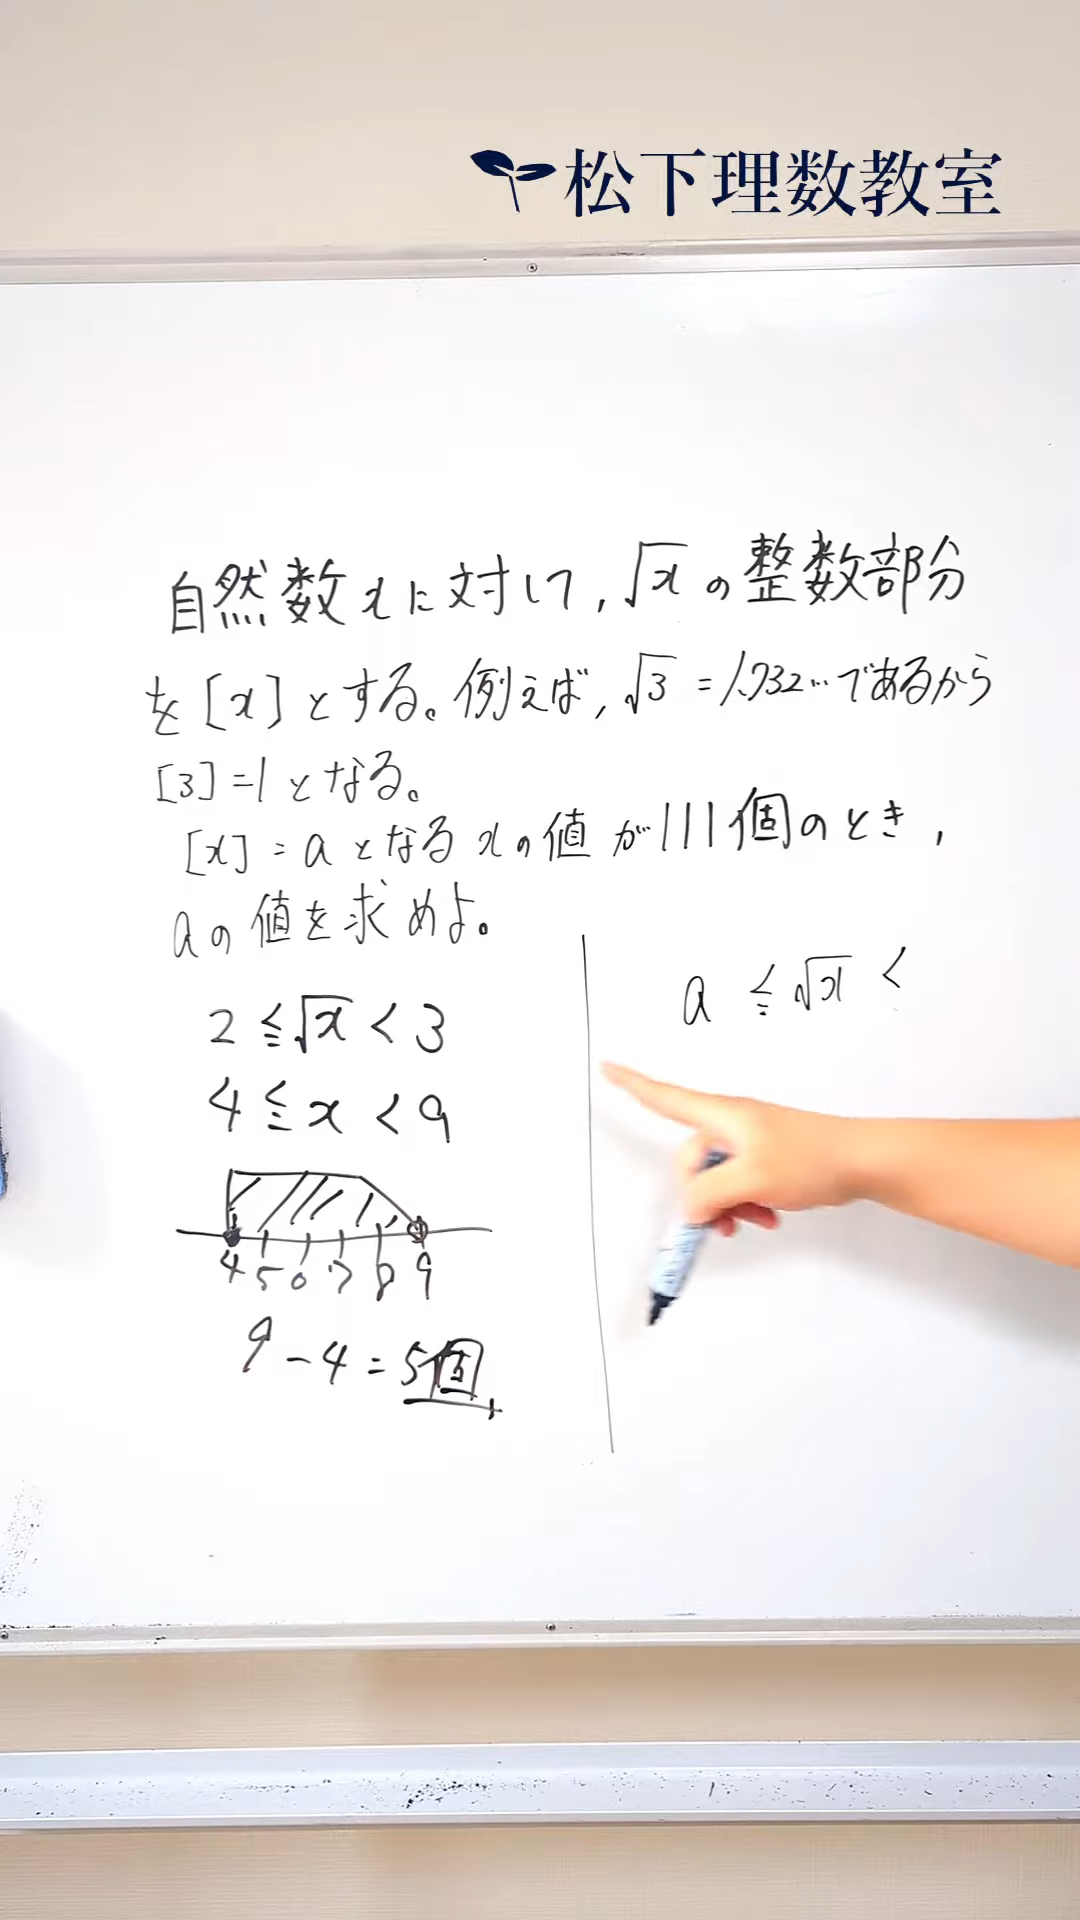 松下理数教室
自然数xに対して,√xの整数部分
を[x]とする。例えば,√3=1.732…であるから
[3]=1となる。
[x]=aとなるxの値が111個のとき,
aの値を求めよ。
2≦√x<3
4≦x<9
4 5 6 7 8 9
9-4=5個
a≦√x<